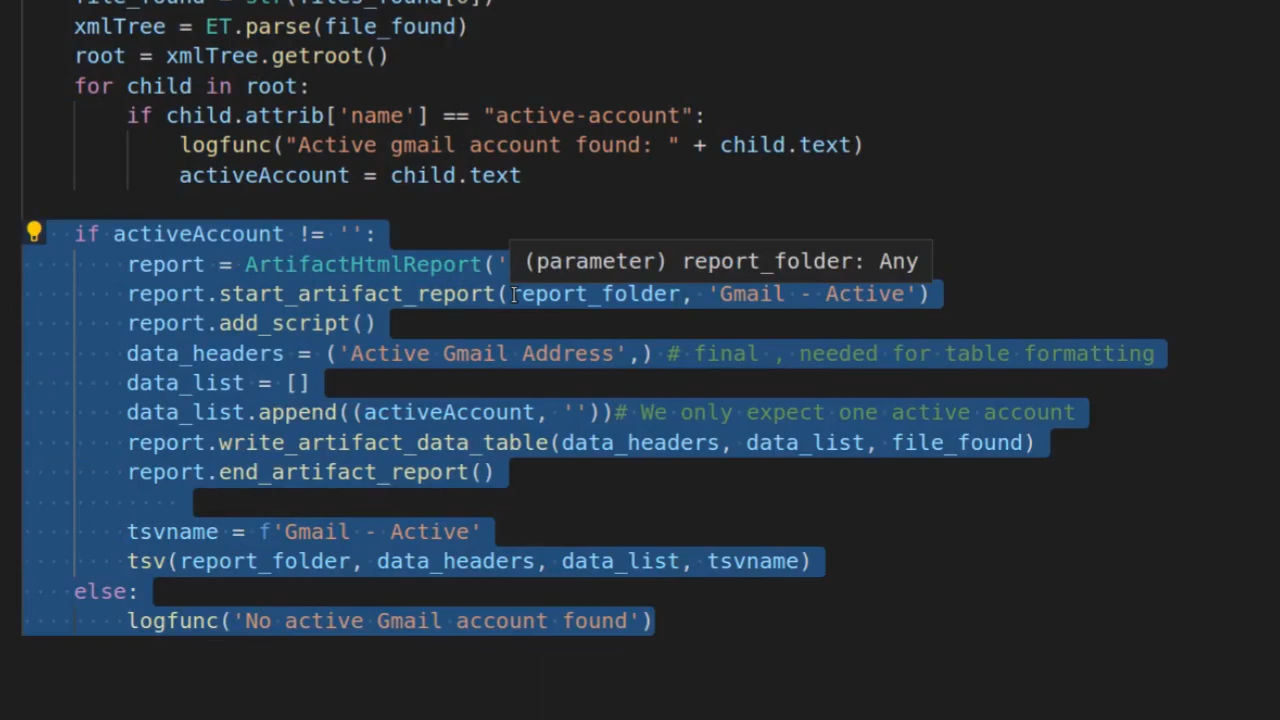 xmlTree = ET.parse(file_found)
root = xmlTree.getroot()
for child in root:
if child.attrib['name'] == "active-account":
logfunc("Active gmail account found: " + child.text)
activeAccount = child.text
if activeAccount != '':
report = ArtifactHtmlReport('
(parameter) report_folder: Any
report.start_artifact_report(report_folder, 'Gmail - Active')
report.add_script()
data_headers = ('Active Gmail Address',) # final , needed for table formatting
data_list = []
data_list.append((activeAccount, ''))# We only expect one active account
report.write_artifact_data_table(data_headers, data_list, file_found)
report.end_artifact_report()
tsvname = f'Gmail - Active'
tsv(report_folder, data_headers, data_list, tsvname)
else:
logfunc('No active Gmail account found')